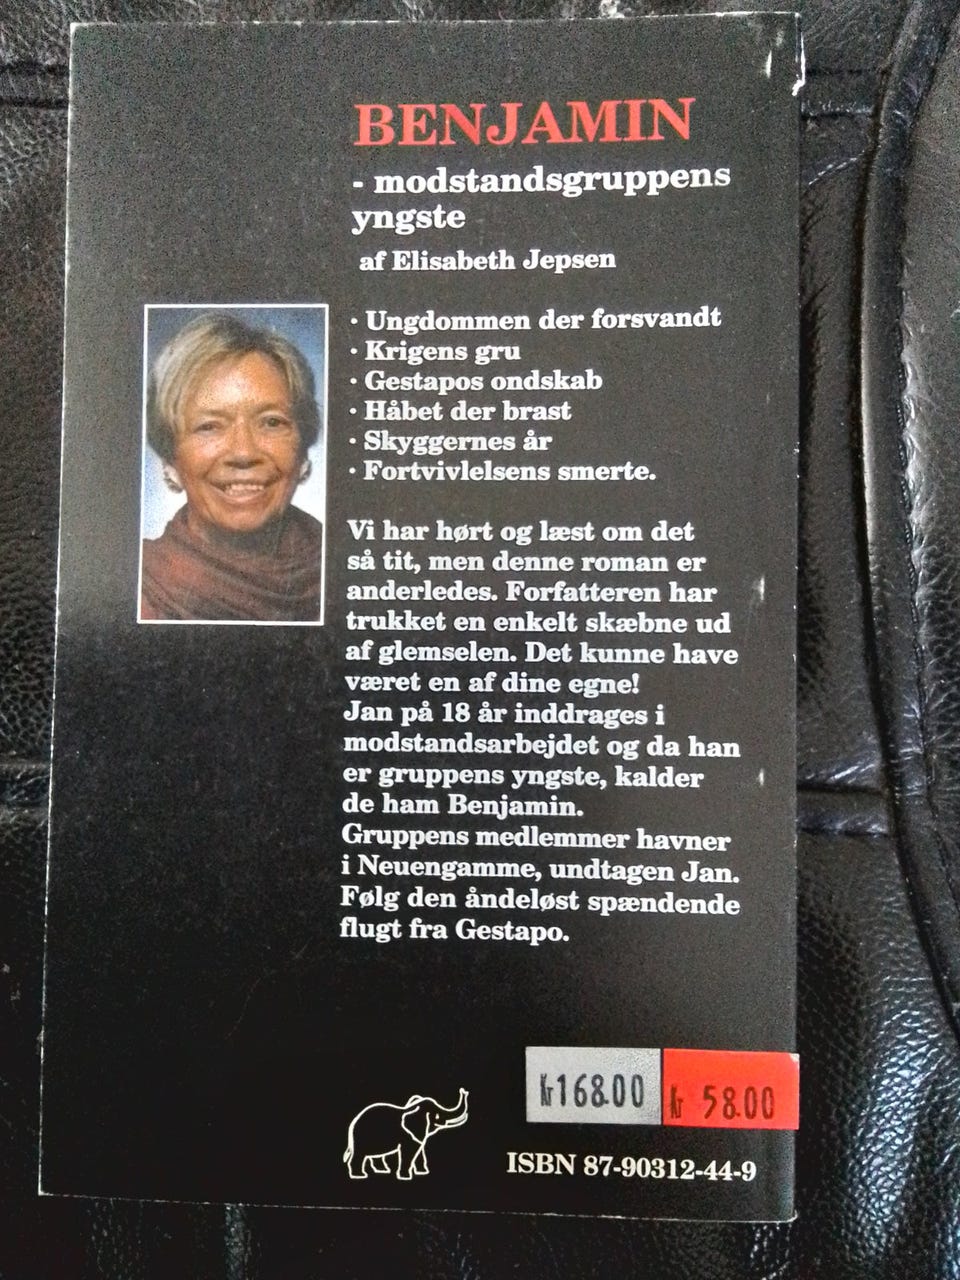 BENJAMIN
- modstandsgruppens
yngste
af Elisabeth Jepsen
· Ungdommen der forsvandt
· Krigens gru
· Gestapos ondskab
· Håbet der brast
· Skyggernes år
· Fortvivlelsens smerte.
Vi har hørt og læst om det
så tit, men denne roman er
anderledes. Forfatteren har
trukket en enkelt skæbne ud
af glemselen. Det kunne have
været en af dine egne!
Jan på 18 år inddrages i
modstandsarbejdet og da han
er gruppens yngste, kalder
de ham Benjamin.
Gruppens medlemmer havner
i Neuengamme, undtagen Jan.
Følg den åndeløst spændende
flugt fra Gestapo.
kr 168.00
kr 58.00
ISBN 87-90312-44-9